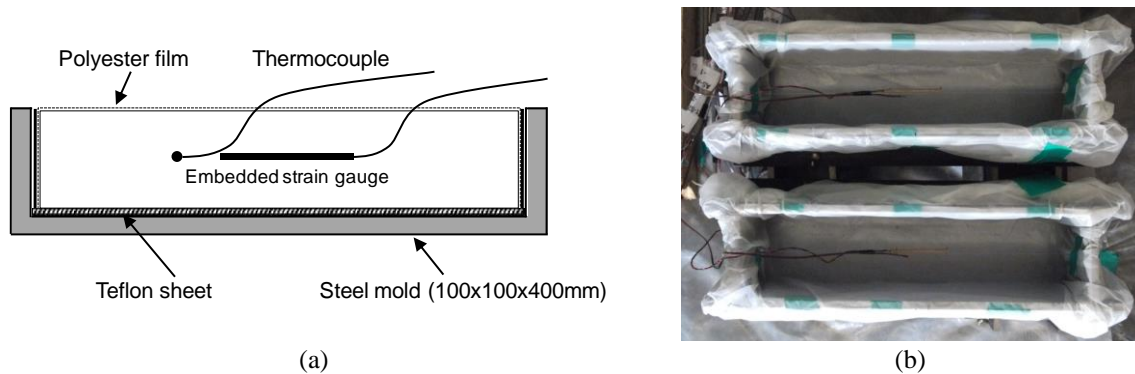 Polyester film
Thermocouple
Embedded strain gauge
Teflon sheet
Steel mold (100x100x400mm)
(a)
(b)